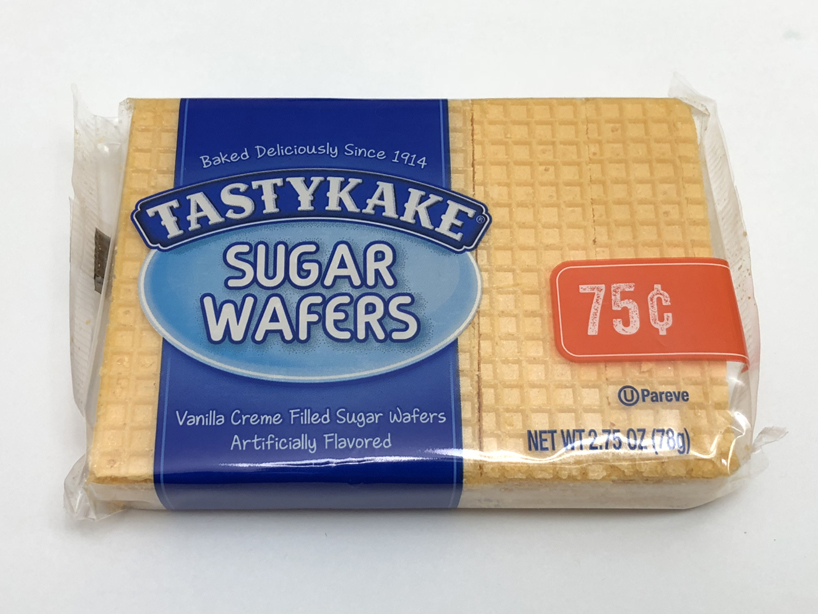 Baked Deliciously Since 1914
TASTYKAKE®
SUGAR
WAFERS
Vanilla Creme Filled Sugar Wafers
Artificially Flavored
75¢
U Pareve
NET WT 2.75 OZ (78g)